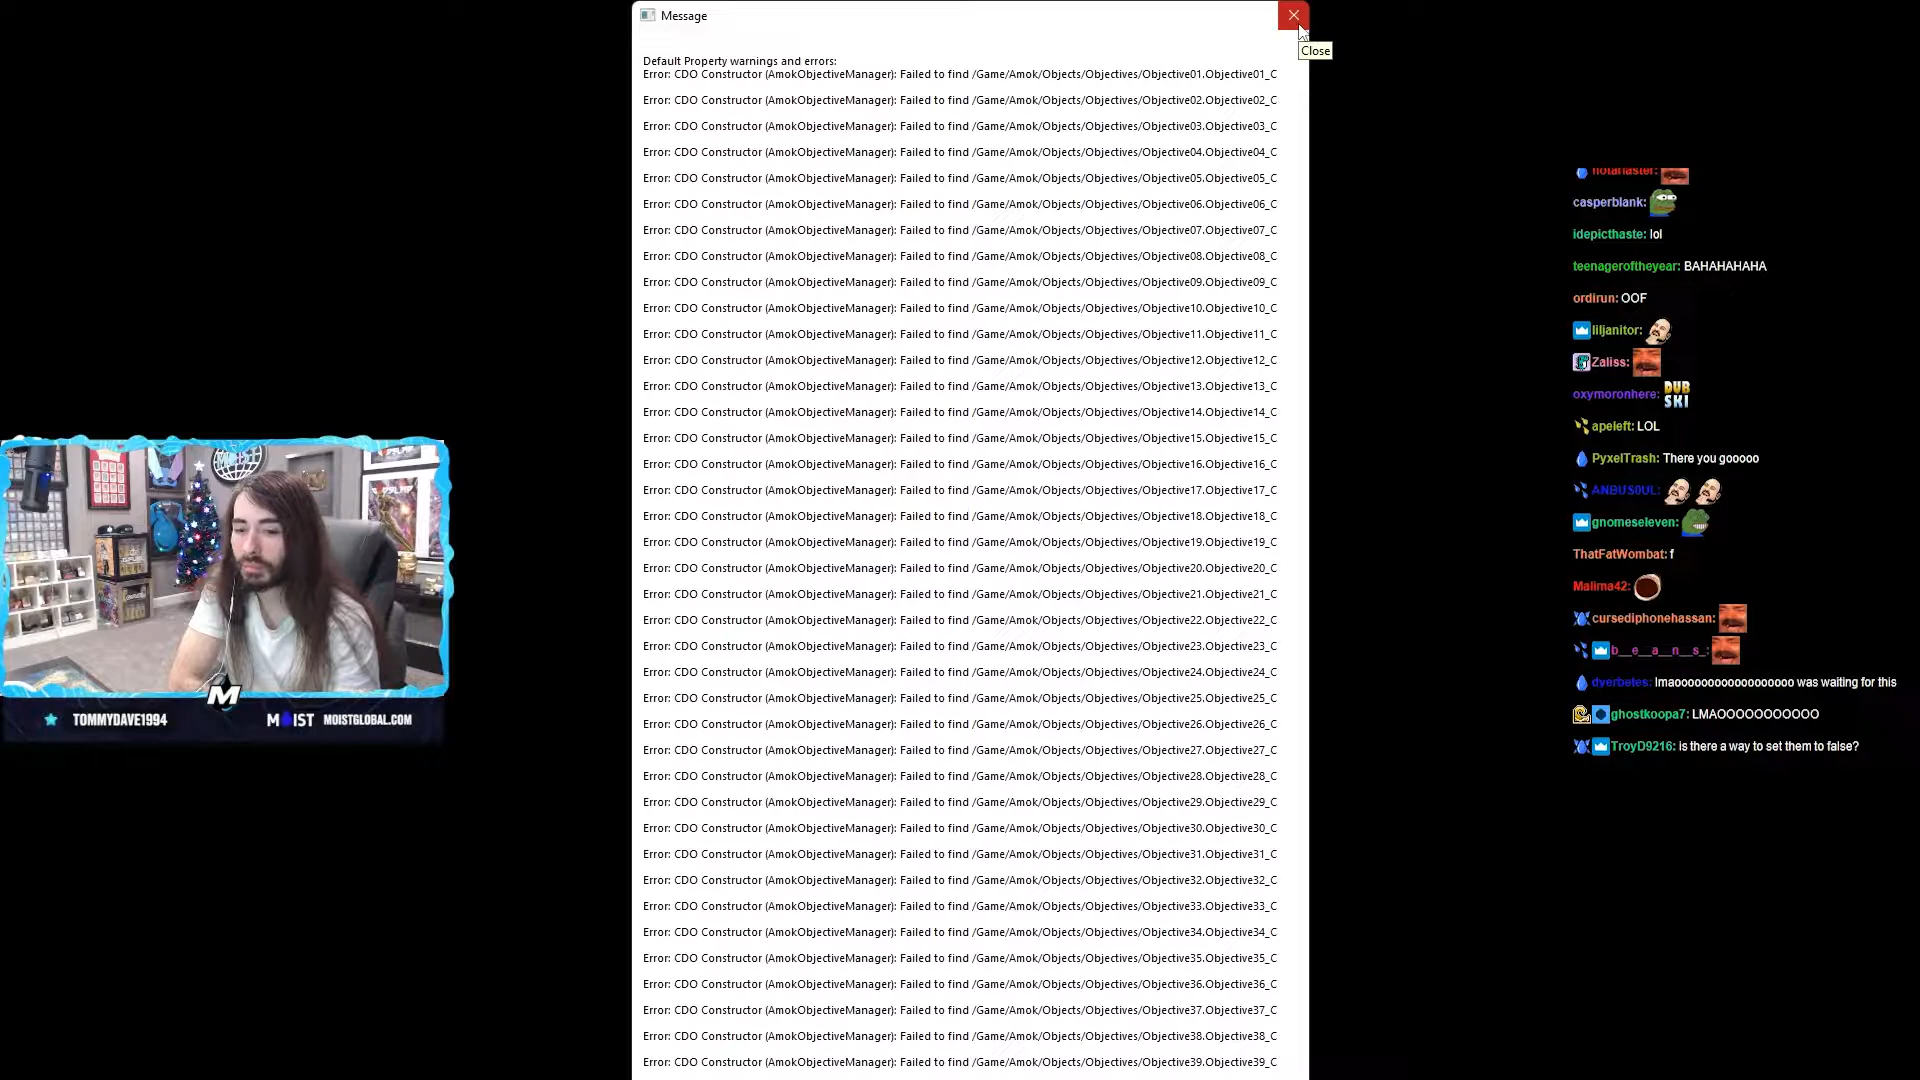 Message
Close
Default Property warnings and errors:
Error: CDO Constructor (AmokObjectiveManager): Failed to find /Game/Amok/Objects/Objectives/Objective01.Objective01_C
Error: CDO Constructor (AmokObjectiveManager): Failed to find /Game/Amok/Objects/Objectives/Objective02.Objective02_C
Error: CDO Constructor (AmokObjectiveManager): Failed to find /Game/Amok/Objects/Objectives/Objective03.Objective03_C
Error: CDO Constructor (AmokObjectiveManager): Failed to find /Game/Amok/Objects/Objectives/Objective04.Objective04_C
Error: CDO Constructor (AmokObjectiveManager): Failed to find /Game/Amok/Objects/Objectives/Objective05.Objective05_C
Error: CDO Constructor (AmokObjectiveManager): Failed to find /Game/Amok/Objects/Objectives/Objective06.Objective06_C
Error: CDO Constructor (AmokObjectiveManager): Failed to find /Game/Amok/Objects/Objectives/Objective07.Objective07_C
Error: CDO Constructor (AmokObjectiveManager): Failed to find /Game/Amok/Objects/Objectives/Objective08.Objective08_C
Error: CDO Constructor (AmokObjectiveManager): Failed to find /Game/Amok/Objects/Objectives/Objective09.Objective09_C
Error: CDO Constructor (AmokObjectiveManager): Failed to find /Game/Amok/Objects/Objectives/Objective10.Objective10_C
Error: CDO Constructor (AmokObjectiveManager): Failed to find /Game/Amok/Objects/Objectives/Objective11.Objective11_C
Error: CDO Constructor (AmokObjectiveManager): Failed to find /Game/Amok/Objects/Objectives/Objective12.Objective12_C
Error: CDO Constructor (AmokObjectiveManager): Failed to find /Game/Amok/Objects/Objectives/Objective13.Objective13_C
Error: CDO Constructor (AmokObjectiveManager): Failed to find /Game/Amok/Objects/Objectives/Objective14.Objective14_C
Error: CDO Constructor (AmokObjectiveManager): Failed to find /Game/Amok/Objects/Objectives/Objective15.Objective15_C
Error: CDO Constructor (AmokObjectiveManager): Failed to find /Game/Amok/Objects/Objectives/Objective16.Objective16_C
Error: CDO Constructor (AmokObjectiveManager): Failed to find /Game/Amok/Objects/Objectives/Objective17.Objective17_C
Error: CDO Constructor (AmokObjectiveManager): Failed to find /Game/Amok/Objects/Objectives/Objective18.Objective18_C
Error: CDO Constructor (AmokObjectiveManager): Failed to find /Game/Amok/Objects/Objectives/Objective19.Objective19_C
Error: CDO Constructor (AmokObjectiveManager): Failed to find /Game/Amok/Objects/Objectives/Objective20.Objective20_C
Error: CDO Constructor (AmokObjectiveManager): Failed to find /Game/Amok/Objects/Objectives/Objective21.Objective21_C
Error: CDO Constructor (AmokObjectiveManager): Failed to find /Game/Amok/Objects/Objectives/Objective22.Objective22_C
Error: CDO Constructor (AmokObjectiveManager): Failed to find /Game/Amok/Objects/Objectives/Objective23.Objective23_C
Error: CDO Constructor (AmokObjectiveManager): Failed to find /Game/Amok/Objects/Objectives/Objective24.Objective24_C
Error: CDO Constructor (AmokObjectiveManager): Failed to find /Game/Amok/Objects/Objectives/Objective25.Objective25_C
Error: CDO Constructor (AmokObjectiveManager): Failed to find /Game/Amok/Objects/Objectives/Objective26.Objective26_C
Error: CDO Constructor (AmokObjectiveManager): Failed to find /Game/Amok/Objects/Objectives/Objective27.Objective27_C
Error: CDO Constructor (AmokObjectiveManager): Failed to find /Game/Amok/Objects/Objectives/Objective28.Objective28_C
Error: CDO Constructor (AmokObjectiveManager): Failed to find /Game/Amok/Objects/Objectives/Objective29.Objective29_C
Error: CDO Constructor (AmokObjectiveManager): Failed to find /Game/Amok/Objects/Objectives/Objective30.Objective30_C
Error: CDO Constructor (AmokObjectiveManager): Failed to find /Game/Amok/Objects/Objectives/Objective31.Objective31_C
Error: CDO Constructor (AmokObjectiveManager): Failed to find /Game/Amok/Objects/Objectives/Objective32.Objective32_C
Error: CDO Constructor (AmokObjectiveManager): Failed to find /Game/Amok/Objects/Objectives/Objective33.Objective33_C
Error: CDO Constructor (AmokObjectiveManager): Failed to find /Game/Amok/Objects/Objectives/Objective34.Objective34_C
Error: CDO Constructor (AmokObjectiveManager): Failed to find /Game/Amok/Objects/Objectives/Objective35.Objective35_C
Error: CDO Constructor (AmokObjectiveManager): Failed to find /Game/Amok/Objects/Objectives/Objective36.Objective36_C
Error: CDO Constructor (AmokObjectiveManager): Failed to find /Game/Amok/Objects/Objectives/Objective37.Objective37_C
Error: CDO Constructor (AmokObjectiveManager): Failed to find /Game/Amok/Objects/Objectives/Objective38.Objective38_C
Error: CDO Constructor (AmokObjectiveManager): Failed to find /Game/Amok/Objects/Objectives/Objective39.Objective39_C
M
TOMMYDAVE1994
MOIST MOISTGLOBAL.COM
casperblank:
idepicthaste: lol
teenageroftheyear: BAHAHAHAHA
ordirun: OOF
liljanitor:
Zaliss:
oxymoronhere: DUB SKI
apeleft: LOL
PyxelTrash: There you gooooo
ANBUS0UL:
gnomeseleven:
ThatFatWombat: f
Malima42:
cursediphonehassan:
b__e__a__n__s_:
dyerbetes: lmaoooooooooooooooooo was waiting for this
ghostkoopa7: LMAOOOOOOOOOOO
TroyD9216: is there a way to set them to false?